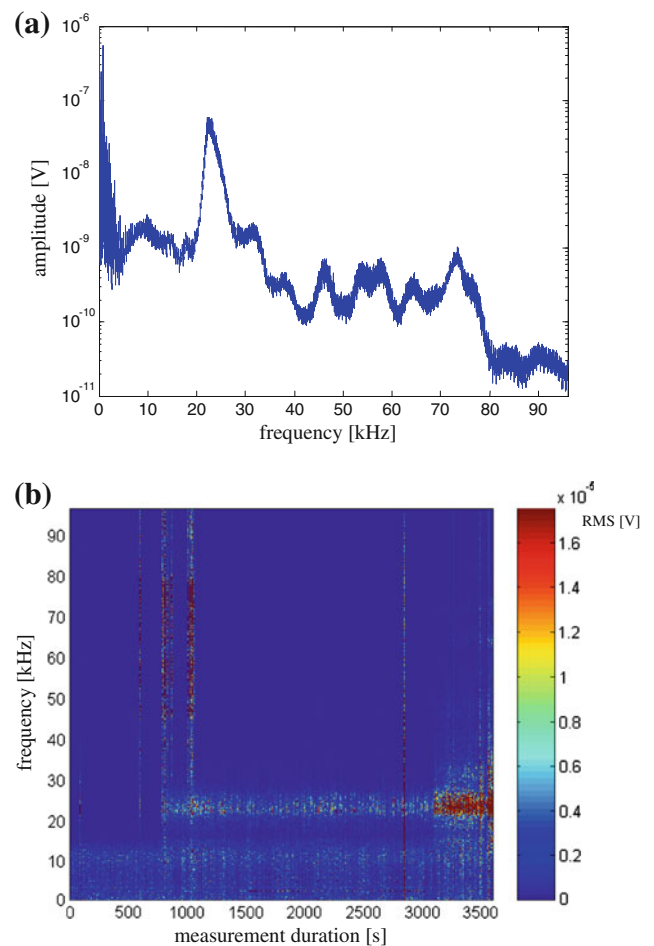 (a)
10⁻⁶
10⁻⁷
10⁻⁸
10⁻⁹
10⁻¹⁰
10⁻¹¹
amplitude [V]
0 10 20 30 40 50 60 70 80 90
frequency [kHz]
(b)
90
80
70
60
50
40
30
20
10
0
frequency [kHz]
0 500 1000 1500 2000 2500 3000 3500
measurement duration [s]
x 10⁻⁵
RMS [V]
1.6
1.4
1.2
1
0.8
0.6
0.4
0.2
0